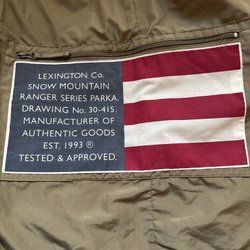 LEXINGTON Co.
SNOW MOUNTAIN
RANGER SERIES PARKA.
DRAWING No. 30-415.
MANUFACTURER OF
AUTHENTIC GOODS
EST. 1993 ®
TESTED & APPROVED.